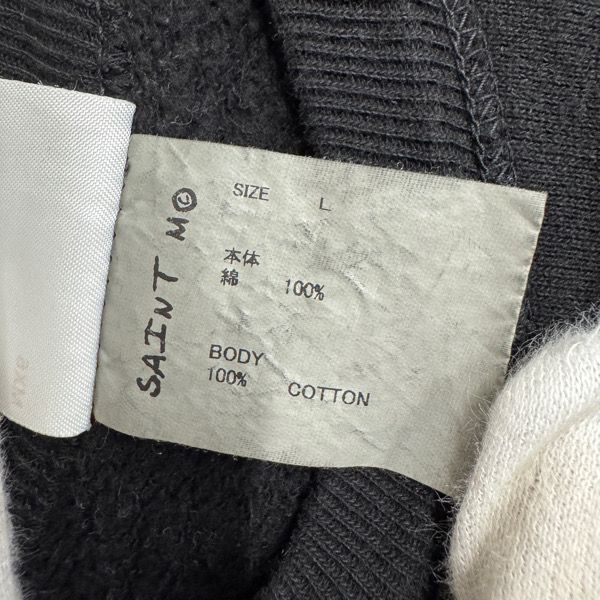 SAINT M©
SIZE L
本体
綿 100%
BODY
100% COTTON